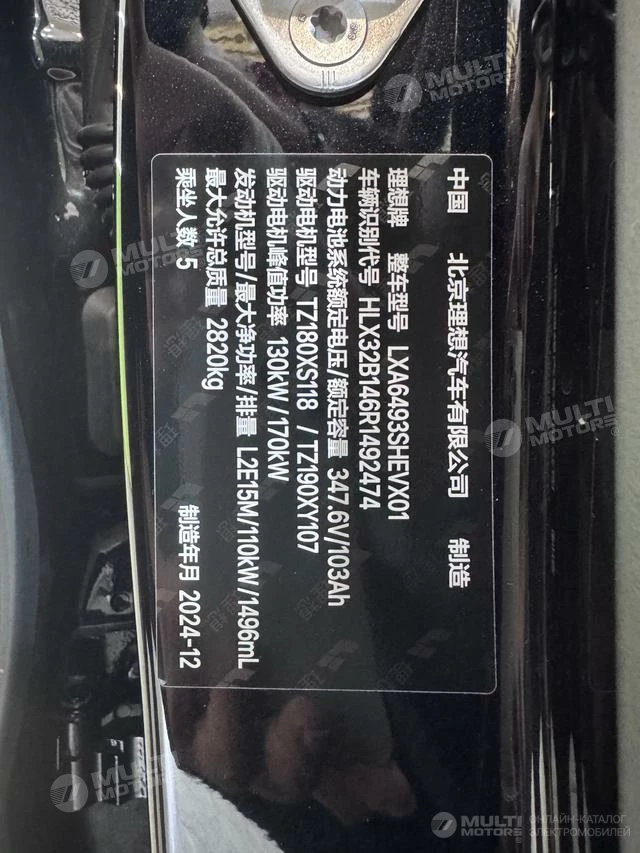 中国 北京理想汽车有限公司 制造
理想牌 整车型号 LXA6493SHEVX01
车辆识别代号 HLX32B146R1492474
动力电池系统额定电压/额定容量 347.6V/103Ah
驱动电机型号 TZ180XS118 / TZ190XY107
驱动电机峰值功率 130kW/170kW
发动机型号/最大净功率/排量 L2E15M/110kW/1496mL
最大允许总质量 2820kg
乘坐人数 5 制造年月 2024-12
MULTI MOTORS
MULTI MOTORS
MULTI MOTORS
MULTI MOTORS
MULTI MOTORS
ОНЛАЙН-КАТАЛОГ
ЭЛЕКТРОМОБИЛЕЙ